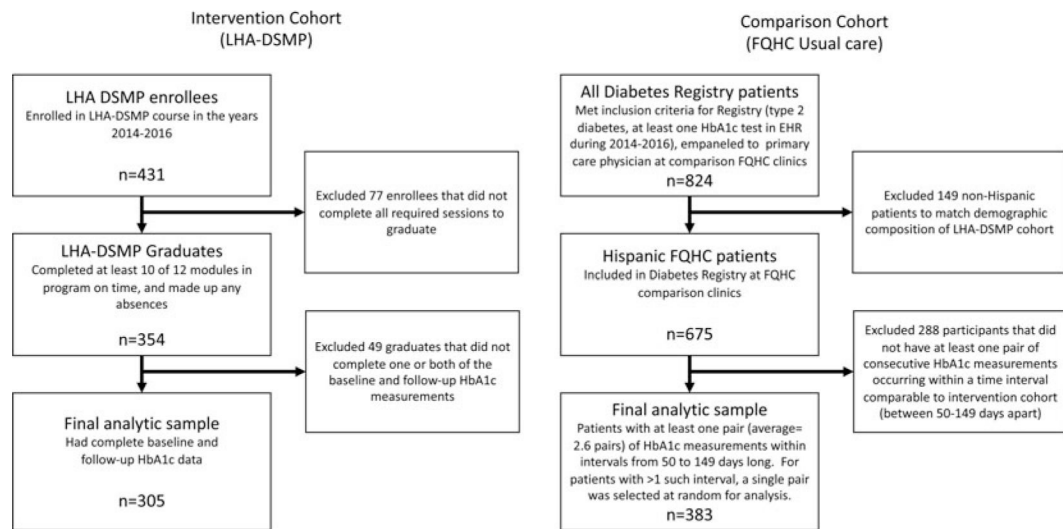 Intervention Cohort
(LHA-DSMP)
LHA DSMP enrollees
Enrolled in LHA-DSMP course in the years
2014-2016
n=431
Excluded 77 enrollees that did not
complete all required sessions to
graduate
LHA-DSMP Graduates
Completed at least 10 of 12 modules in
program on time, and made up any
absences
n=354
Excluded 49 graduates that did not
complete one or both of the
baseline and follow-up HbA1c
measurements
Final analytic sample
Had complete baseline and
follow-up HbA1c data
n=305
Comparison Cohort
(FQHC Usual care)
All Diabetes Registry patients
Met inclusion criteria for Registry (type 2
diabetes, at least one HbA1c test in EHR
during 2014-2016), empaneled to primary
care physician at comparison FQHC clinics
n=824
Excluded 149 non-Hispanic
patients to match demographic
composition of LHA-DSMP cohort
Hispanic FQHC patients
Included in Diabetes Registry at FQHC
comparison clinics
n=675
Excluded 288 participants that did
not have at least one pair of
consecutive HbA1c measurements
occurring within a time interval
comparable to intervention cohort
(between 50-149 days apart)
Final analytic sample
Patients with at least one pair (average=
2.6 pairs) of HbA1c measurements within
intervals from 50 to 149 days long. For
patients with >1 such interval, a single pair
was selected at random for analysis.
n=383